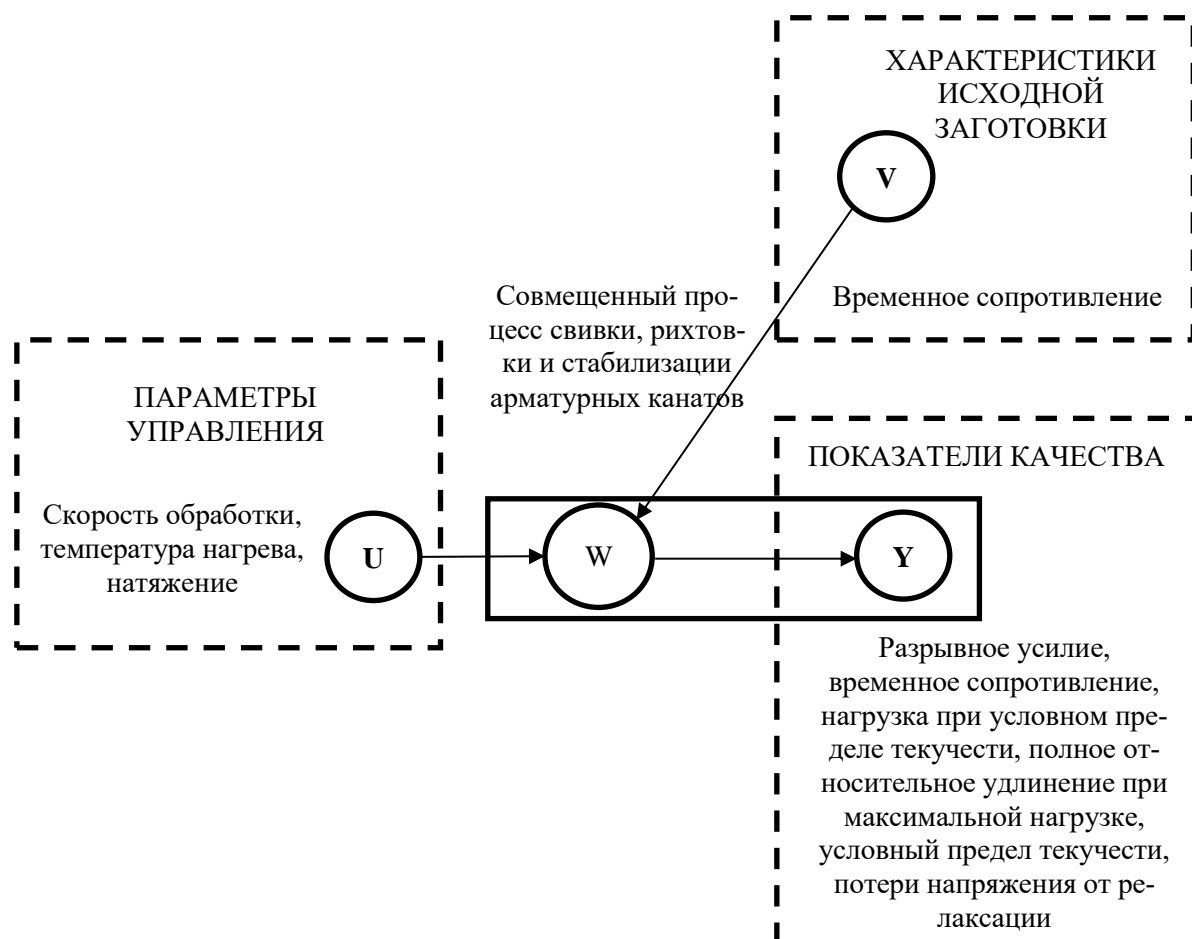 ХАРАКТЕРИСТИКИ
ИСХОДНОЙ
ЗАГОТОВКИ
V
Временное сопротивление
Совмещенный про-
цесс свивки, рихтов-
ки и стабилизации
арматурных канатов
ПАРАМЕТРЫ
УПРАВЛЕНИЯ
Скорость обработки,
температура нагрева,
натяжение
U
W
ПОКАЗАТЕЛИ КАЧЕСТВА
Y
Разрывное усилие,
временное сопротивление,
нагрузка при условном пре-
деле текучести, полное от-
носительное удлинение при
максимальной нагрузке,
условный предел текучести,
потери напряжения от ре-
лаксации